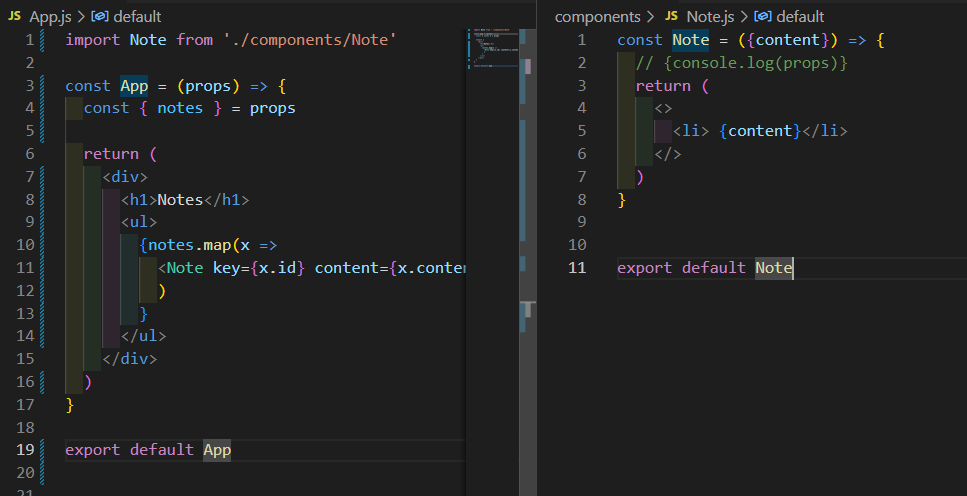 JS App.js > default
1 import Note from './components/Note'
2
3 const App = (props) => {
4 const { notes } = props
5
6 return (
7 <div>
8 <h1>Notes</h1>
9 <ul>
10 {notes.map(x =>
11 <Note key={x.id} content={x.conten
12 )
13 }
14 </ul>
15 </div>
16 )
17 }
18
19 export default App
20
21
components > JS Note.js > default
1 const Note = ({content}) => {
2 // {console.log(props)}
3 return (
4 <>
5 <li> {content}</li>
6 </>
7 )
8 }
9
10
11 export default Note